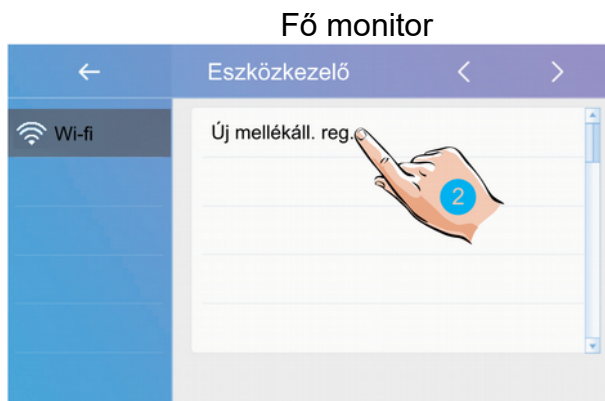 Fő monitor
Eszközkezelő
Wi-fi
Új mellékáll. reg.
2